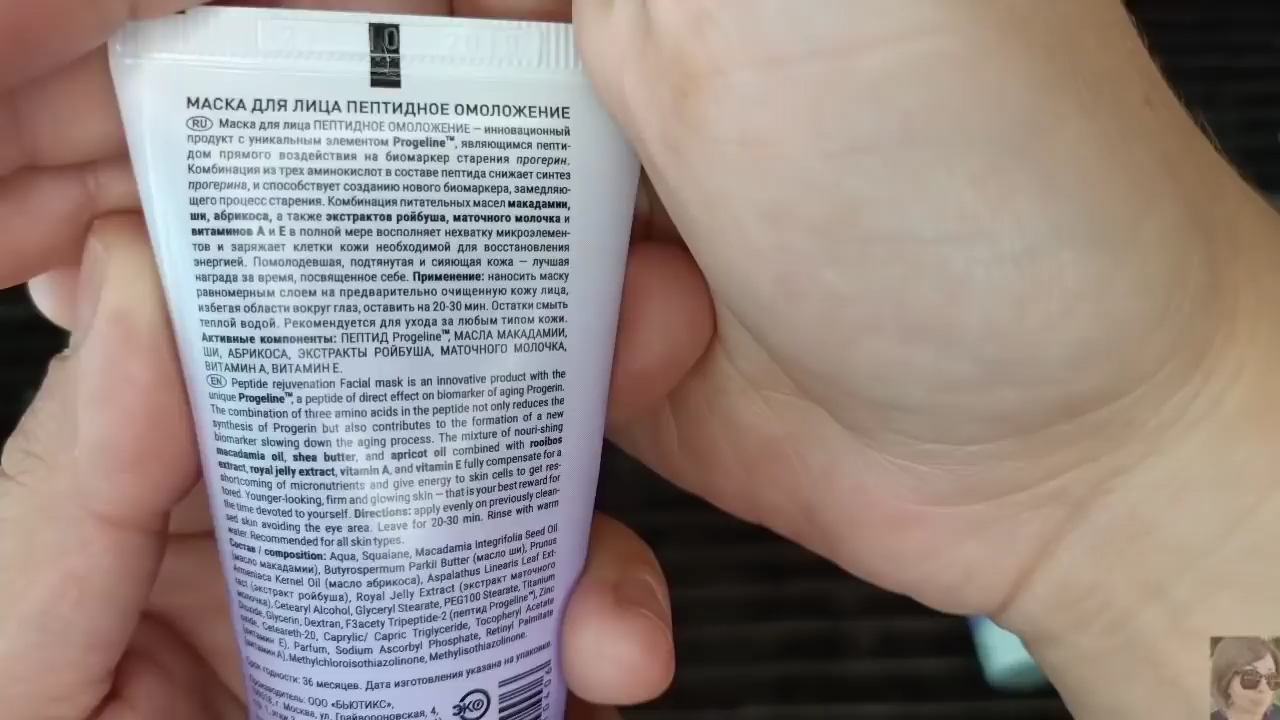 МАСКА ДЛЯ ЛИЦА ПЕПТИДНОЕ ОМОЛОЖЕНИЕ
RU Маска для лица ПЕПТИДНОЕ ОМОЛОЖЕНИЕ – инновационный
продукт с уникальным элементом Progeline™, являющимся пепти-
дом прямого воздействия на биомаркер старения прогерин.
Комбинация из трех аминокислот в составе пептида снижает синтез
прогерина, и способствует созданию нового биомаркера, замедляю-
щего процесс старения. Комбинация питательных масел макадамии,
ши, абрикоса, а также экстрактов ройбуша, маточного молочка и
витаминов А и Е в полной мере восполняет нехватку микроэлемен-
тов и заряжает клетки кожи необходимой для восстановления
энергией. Помолодевшая, подтянутая и сияющая кожа – лучшая
награда за время, посвященное себе. Применение: наносить маску
равномерным слоем на предварительно очищенную кожу лица,
избегая области вокруг глаз, оставить на 20-30 мин. Остатки смыть
теплой водой. Рекомендуется для ухода за любым типом кожи.
Активные компоненты: ПЕПТИД Progeline™, МАСЛА МАКАДАМИИ,
ШИ, АБРИКОСА, ЭКСТРАКТЫ РОЙБУША, МАТОЧНОГО МОЛОЧКА,
ВИТАМИН А, ВИТАМИН Е.
EN Peptide rejuvenation Facial mask is an innovative product with the
unique Progeline™, a peptide of direct effect on biomarker of aging Progerin.
The combination of three amino acids in the peptide not only reduces the
synthesis of Progerin but also contributes to the formation of a new
biomarker slowing down the aging process. The mixture of nouri-shing
macadamia oil, shea butter, and apricot oil combined with rooibos
extract, royal jelly extract, vitamin A, and vitamin E fully compensate for a
shortcoming of micronutrients and give energy to skin cells to get res-
tored. Younger-looking, firm and glowing skin – that is your best reward for
the time devoted to yourself. Directions: apply evenly on previously clean-
sed skin avoiding the eye area. Leave for 20-30 min. Rinse with warm
water. Recommended for all skin types.
Состав / composition: Aqua, Squalane, Macadamia Integrifolia Seed Oil
(масло макадамии), Butyrospermum Parkii Butter (масло ши), Prunus
Armeniaca Kernel Oil (масло абрикоса), Aspalathus Linearis Leaf Ext-
ract (экстракт ройбуша), Royal Jelly Extract (экстракт маточного
молочка), Cetearyl Alcohol, Glyceryl Stearate, PEG100 Stearate, Titanium
Dioxide, Glycerin, Dextran, F3acety Tripeptide-2 (пептид Progeline™), Zinc
oxide, Ceteareth-20, Caprylic/ Capric Triglyceride, Tocopheryl Acetate
(витамин Е), Parfum, Sodium Ascorbyl Phosphate, Retinyl Palmitate
(витамин А), Methylchloroisothiazolinone, Methylisothiazolinone.
Срок годности: 36 месяцев. Дата изготовления указана на упаковке.
Производитель: ООО «БЬЮТИКС»,
г. Москва, ул. Грайвороновская, 4,
ЭКО